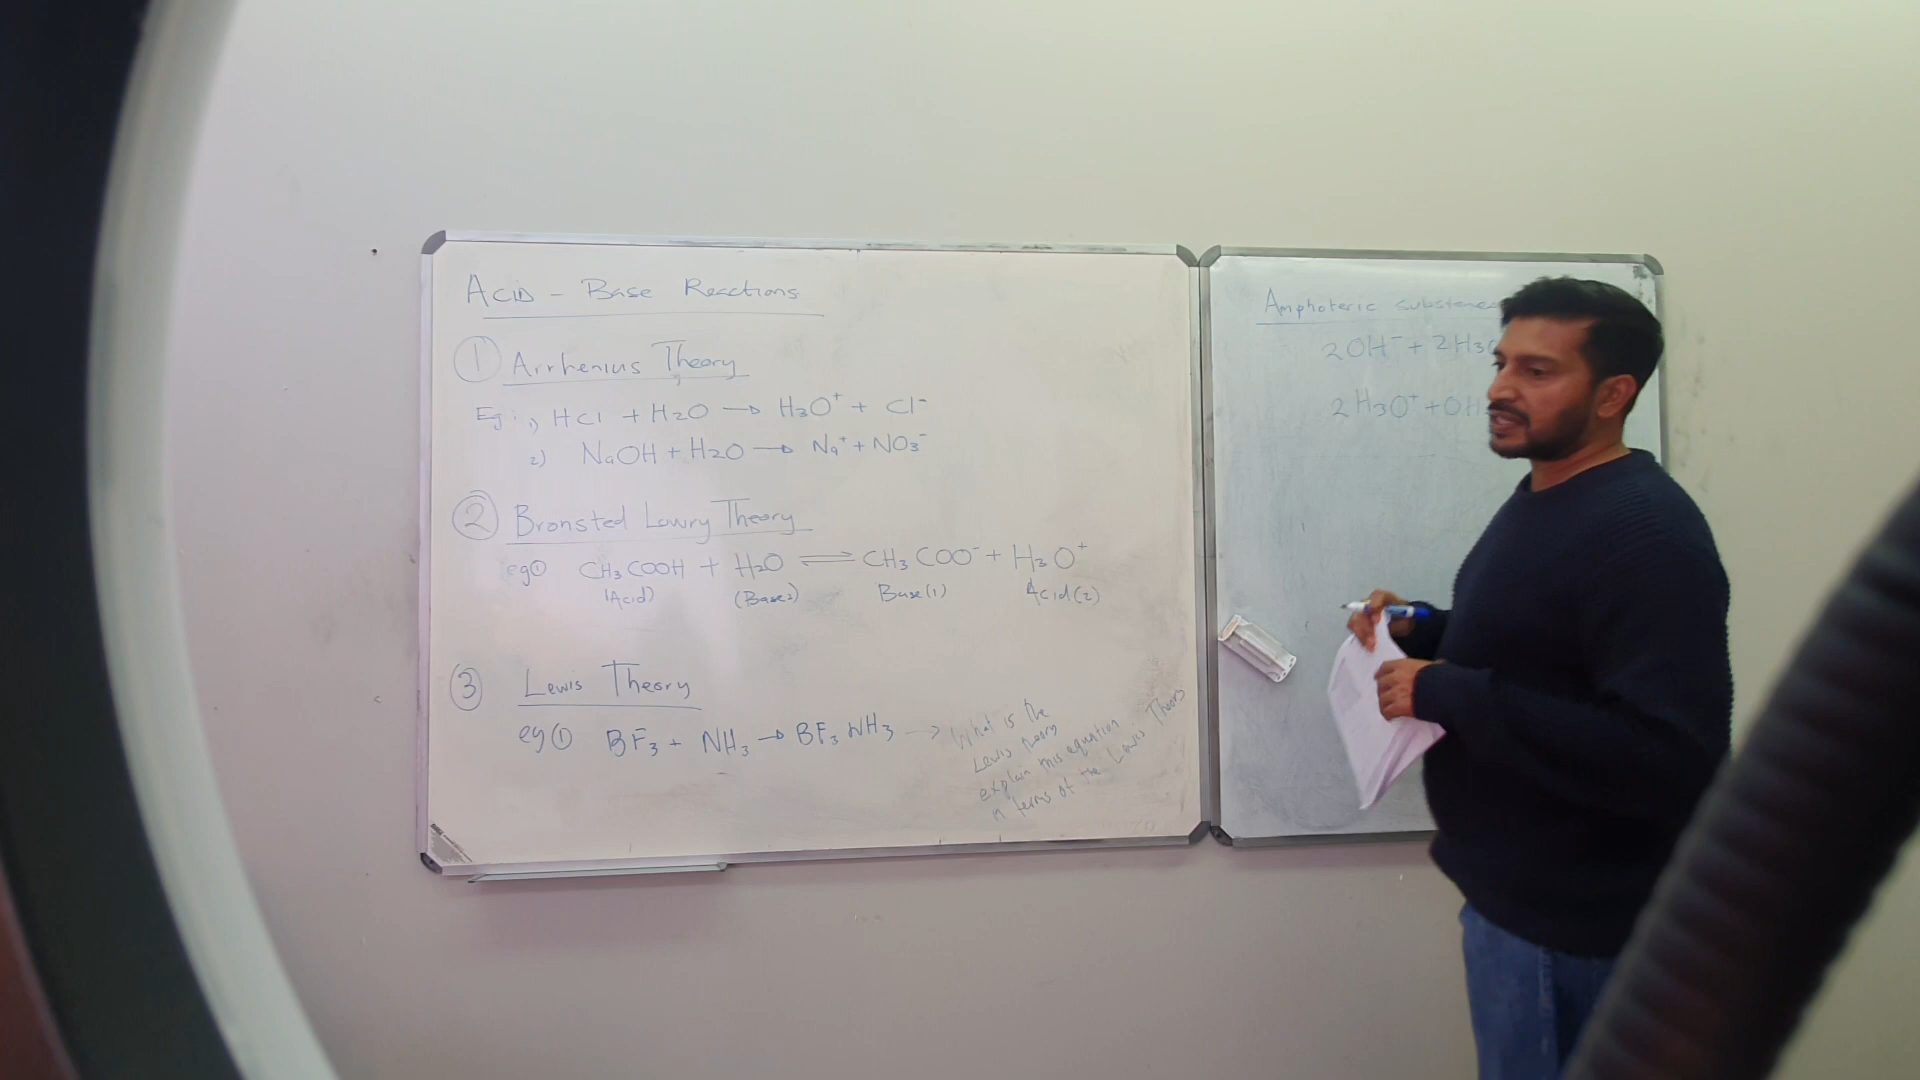 Acid - Base Reactions
1 Arrhenius Theory
Eg: 1) HCl + H2O → H3O⁺ + Cl⁻
2) NaOH + H2O → Na⁺ + NO3⁻
2 Bronsted Lowry Theory
eg① CH3COOH + H2O ⇌ CH3COO⁻ + H3O⁺
(Acid) (Base2) Base(1) Acid(2)
3 Lewis Theory
eg① BF3 + NH3 → BF3NH3 → What is the
Lewis theory
explain this equation
in terms of the Lewis Theory
Amphoteric substances
2OH⁻ + 2H3O
2H3O⁺ + OH